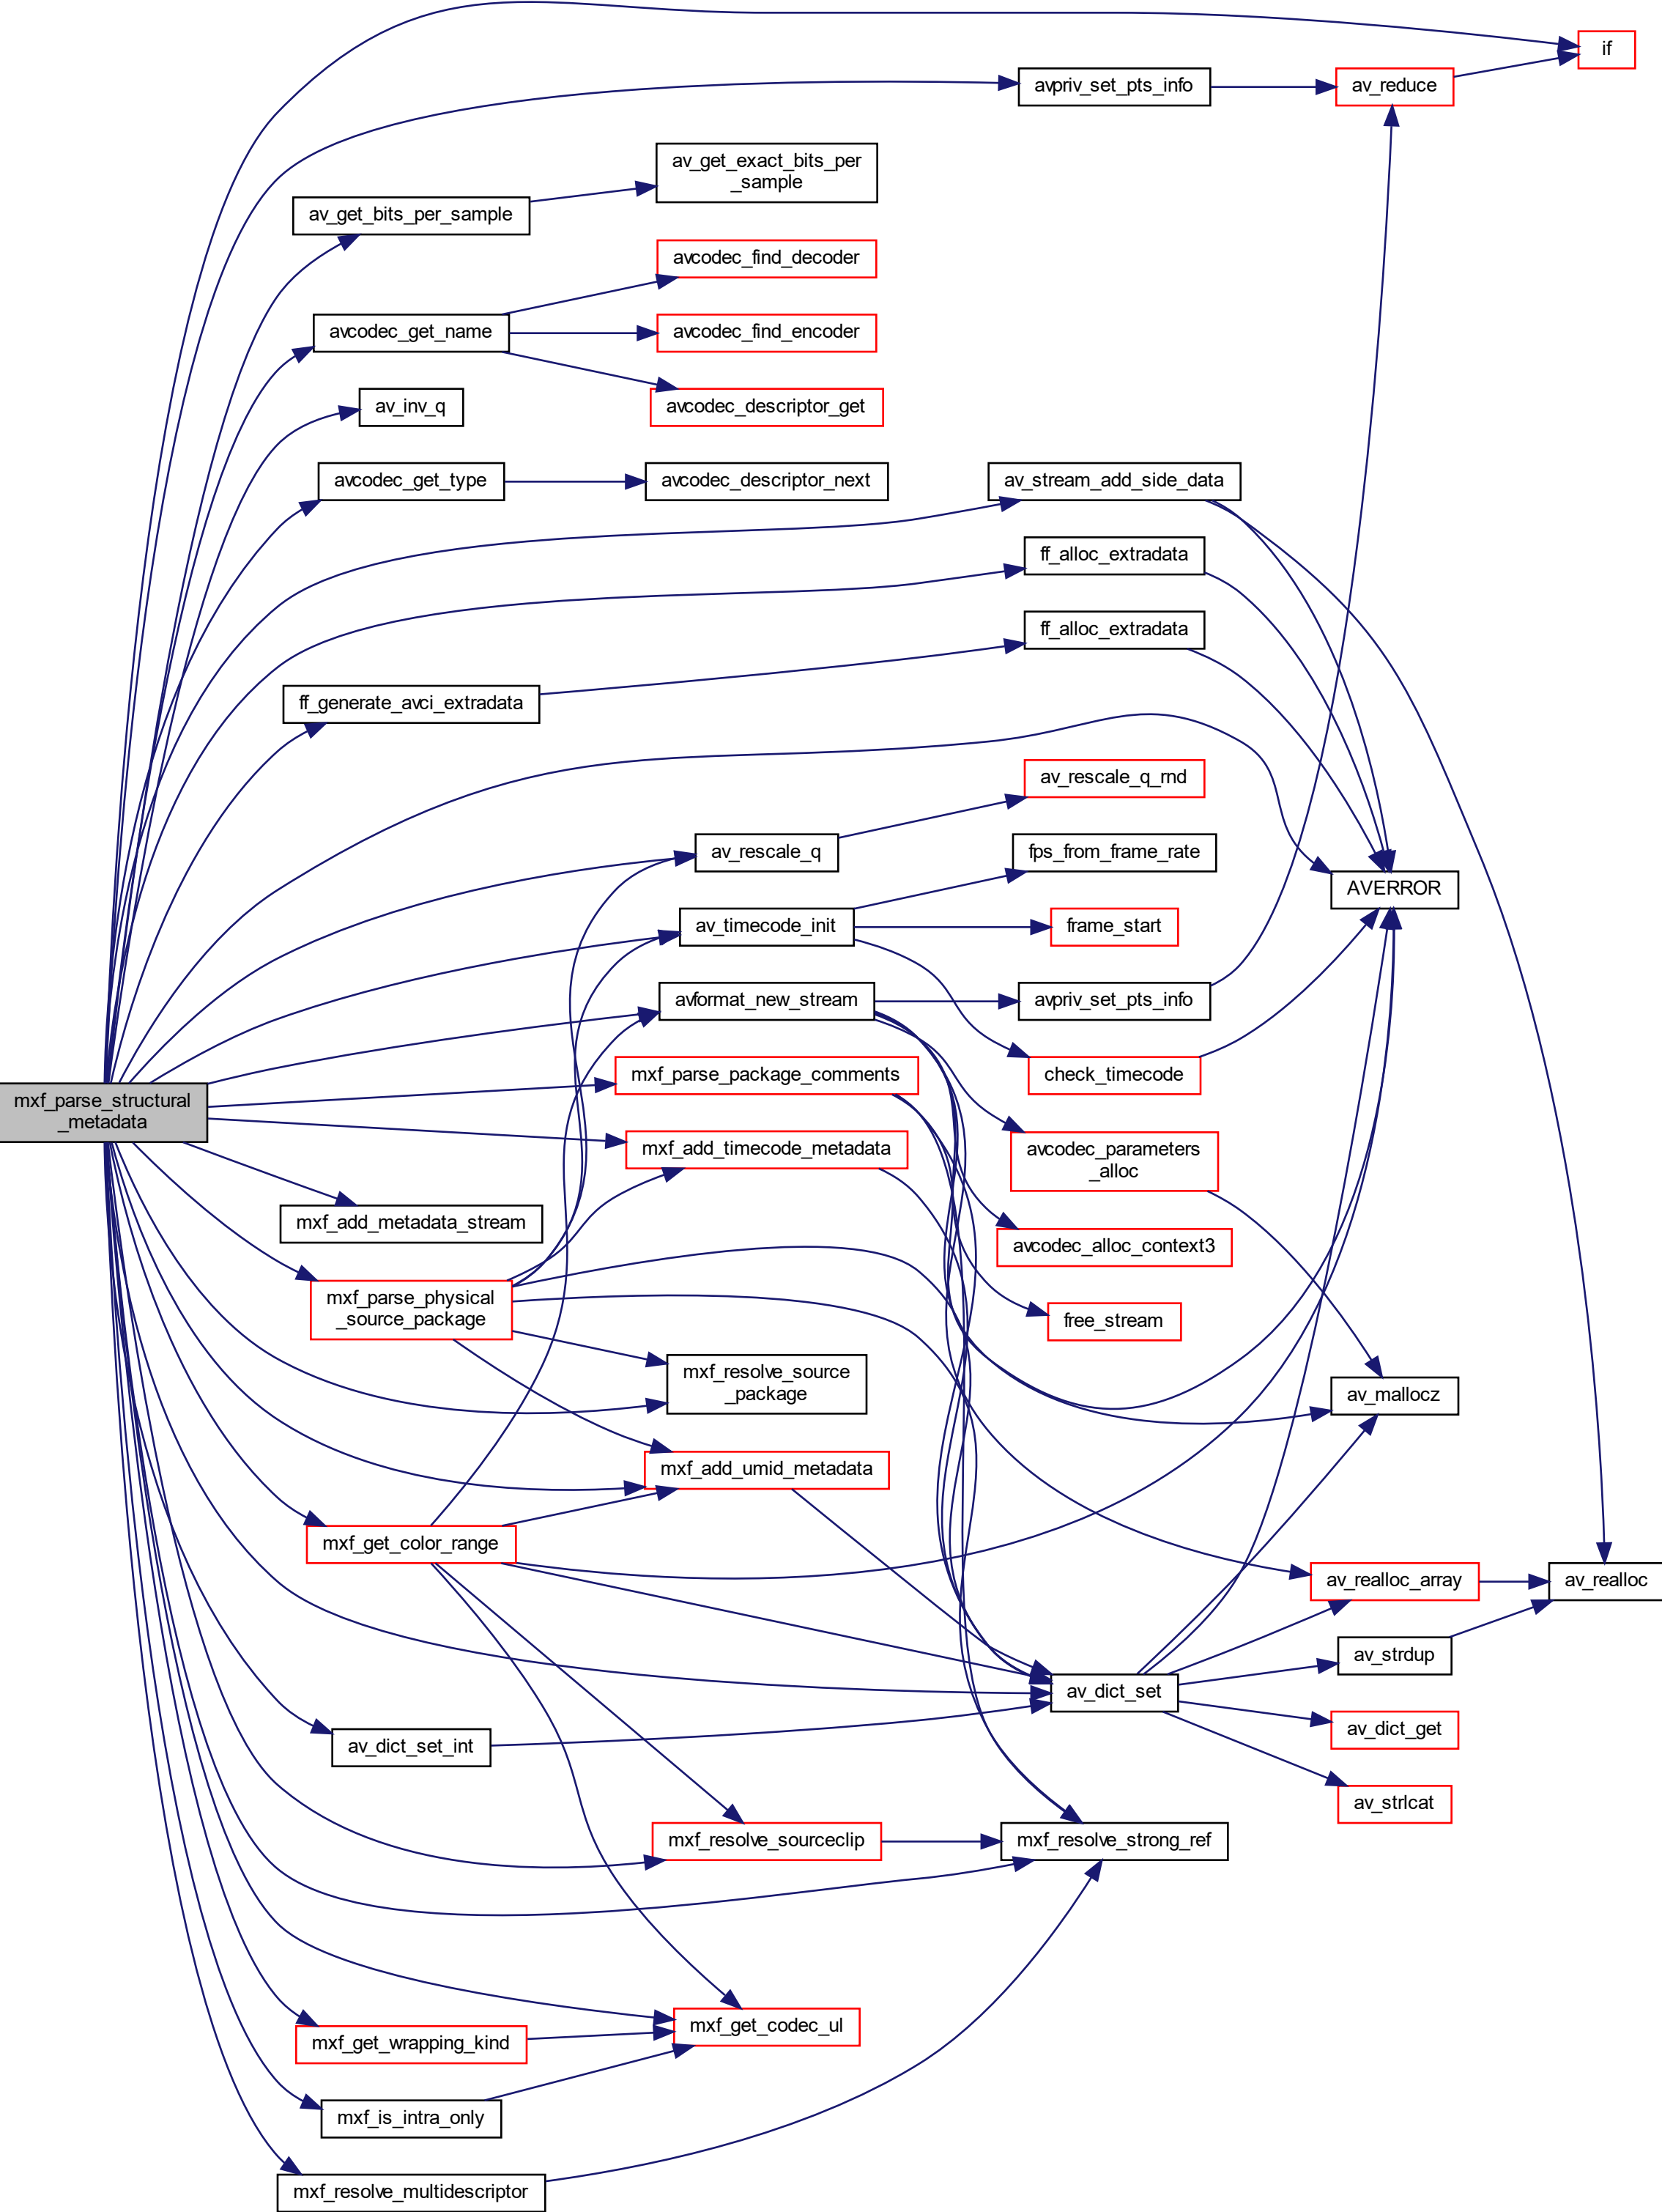 if
avpriv_set_pts_info
av_reduce
av_get_exact_bits_per
_sample
av_get_bits_per_sample
avcodec_find_decoder
avcodec_get_name
avcodec_find_encoder
avcodec_descriptor_get
av_inv_q
avcodec_get_type
avcodec_descriptor_next
av_stream_add_side_data
ff_alloc_extradata
ff_alloc_extradata
ff_generate_avci_extradata
av_rescale_q_rnd
av_rescale_q
fps_from_frame_rate
AVERROR
av_timecode_init
frame_start
avformat_new_stream
avpriv_set_pts_info
mxf_parse_package_comments
check_timecode
mxf_parse_structural
_metadata
mxf_add_timecode_metadata
avcodec_parameters
_alloc
mxf_add_metadata_stream
avcodec_alloc_context3
mxf_parse_physical
_source_package
free_stream
mxf_resolve_source
_package
av_mallocz
mxf_add_umid_metadata
mxf_get_color_range
av_realloc_array
av_realloc
av_strdup
av_dict_set
av_dict_get
av_dict_set_int
av_strlcat
mxf_resolve_sourceclip
mxf_resolve_strong_ref
mxf_get_codec_ul
mxf_get_wrapping_kind
mxf_is_intra_only
mxf_resolve_multidescriptor